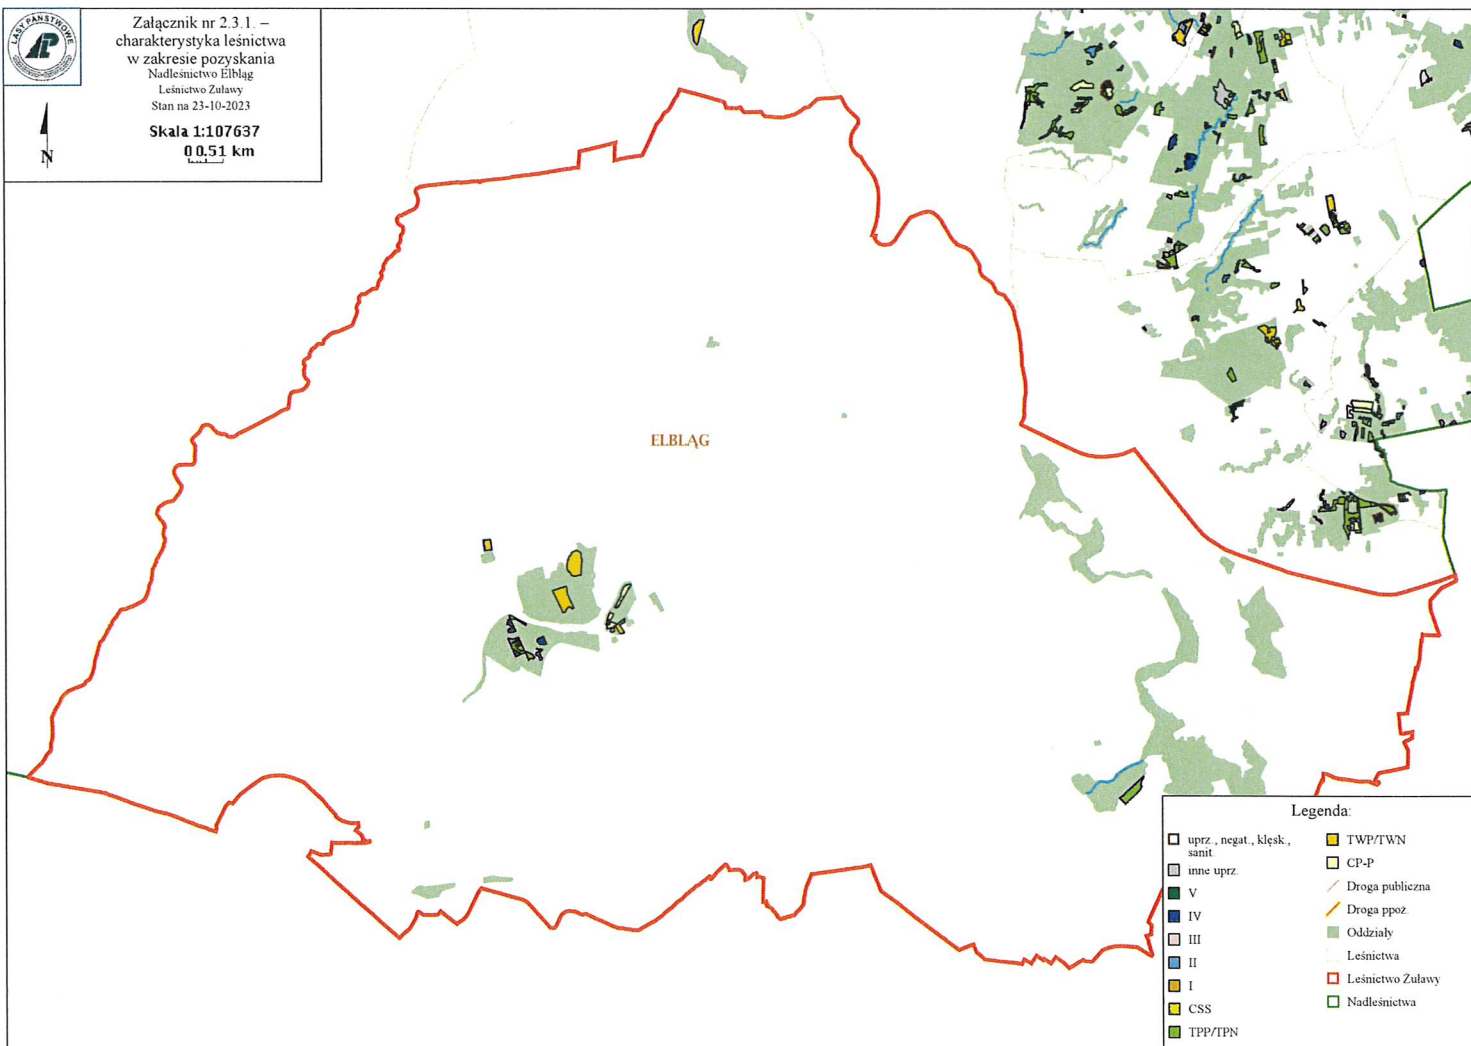 LASY PAŃSTWOWE
Załącznik nr 2.3.1. –
charakterystyka leśnictwa
w zakresie pozyskania
Nadleśnictwo Elbląg
Leśnictwo Żuławy
Stan na 23-10-2023
Skala 1:107637
0 0.51 km
N
ELBLĄG
Legenda:
uprz., negat., klęsk.,
sanit.
inne uprz.
V
IV
III
II
I
CSS
TPP/TPN
TWP/TWN
CP-P
Droga publiczna
Droga ppoż.
Oddziały
Leśnictwa
Leśnictwo Żuławy
Nadleśnictwa